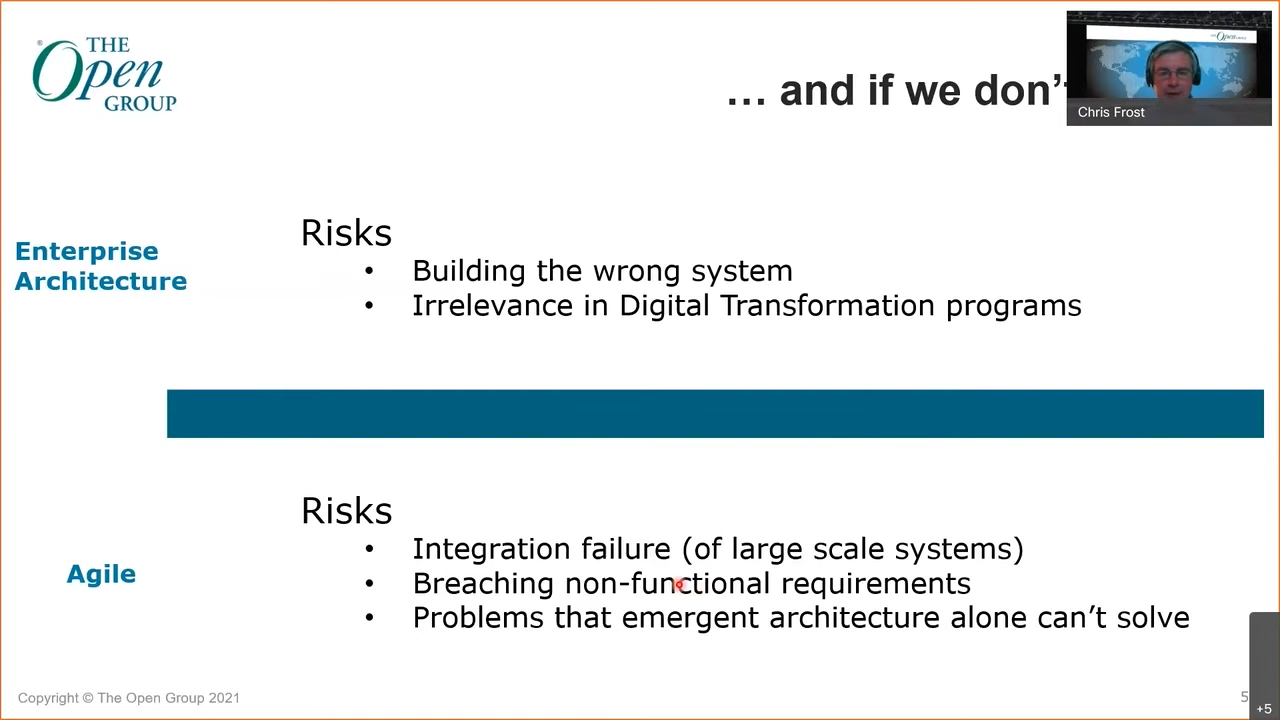 ® THE
Open
GROUP
… and if we don't
Chris Frost
Enterprise
Architecture
Risks
• Building the wrong system
• Irrelevance in Digital Transformation programs
Agile
Risks
• Integration failure (of large scale systems)
• Breaching non-functional requirements
• Problems that emergent architecture alone can’t solve
Copyright © The Open Group 2021
5
+5